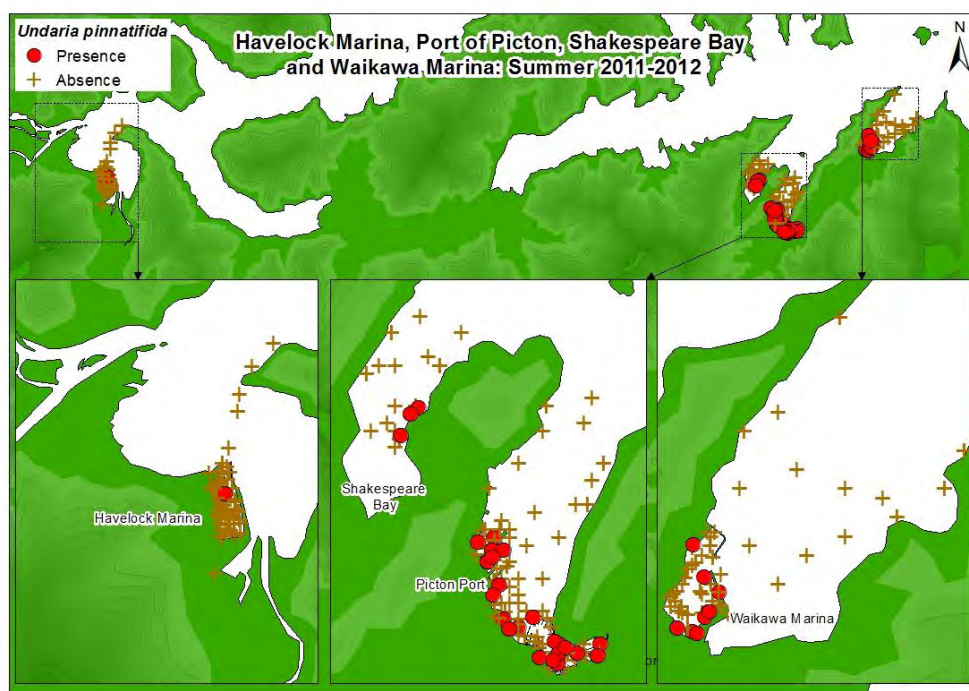 Undaria pinnatifida
Presence
Absence
Havelock Marina, Port of Picton, Shakespeare Bay
and Waikawa Marina: Summer 2011-2012
N
Havelock Marina
Shakespeare
Bay
Picton Port
or
Waikawa Marina